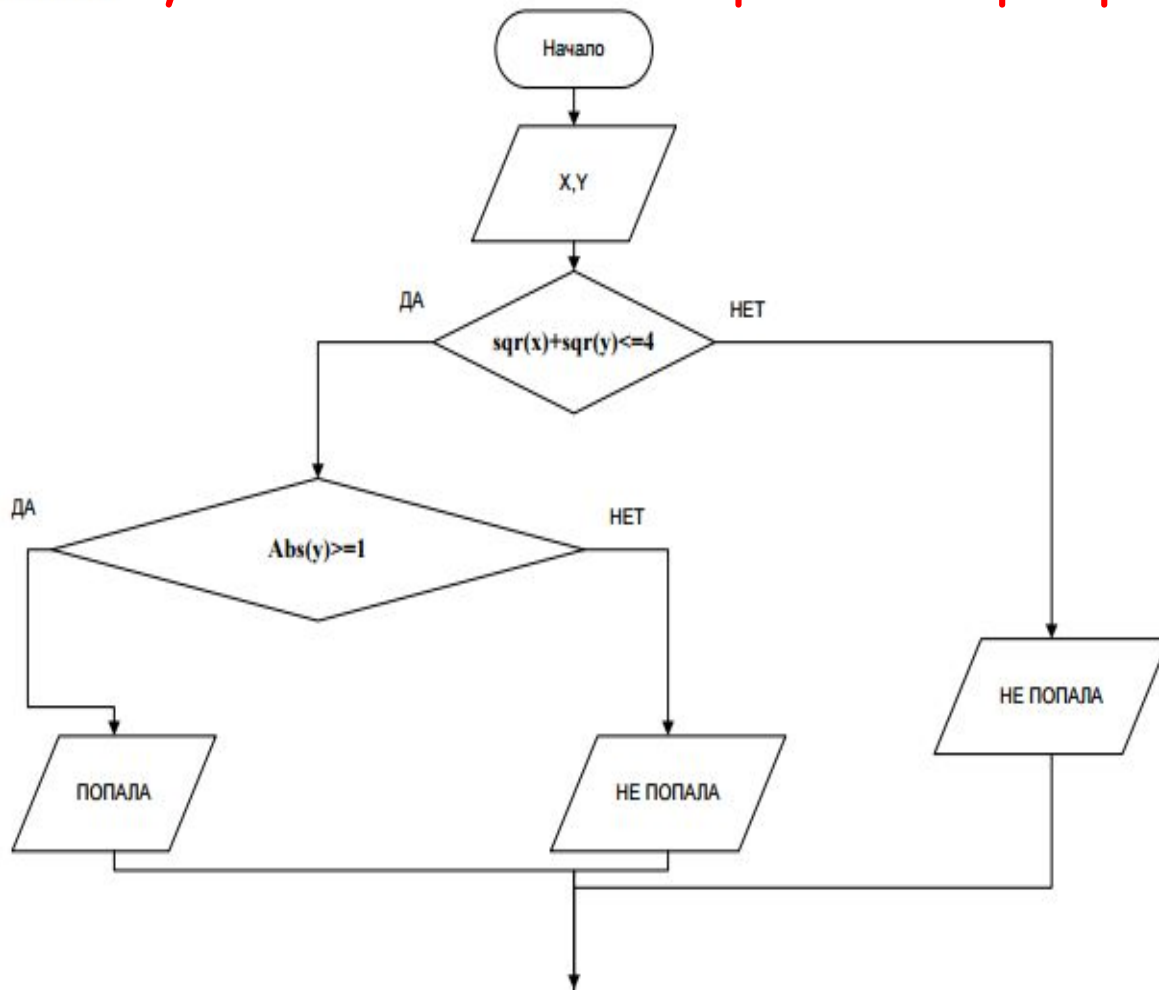 Начало
X,Y
ДА
НЕТ
sqr(x)+sqr(y)<=4
ДА
НЕТ
Abs(y)>=1
НЕ ПОПАЛА
ПОПАЛА
НЕ ПОПАЛА